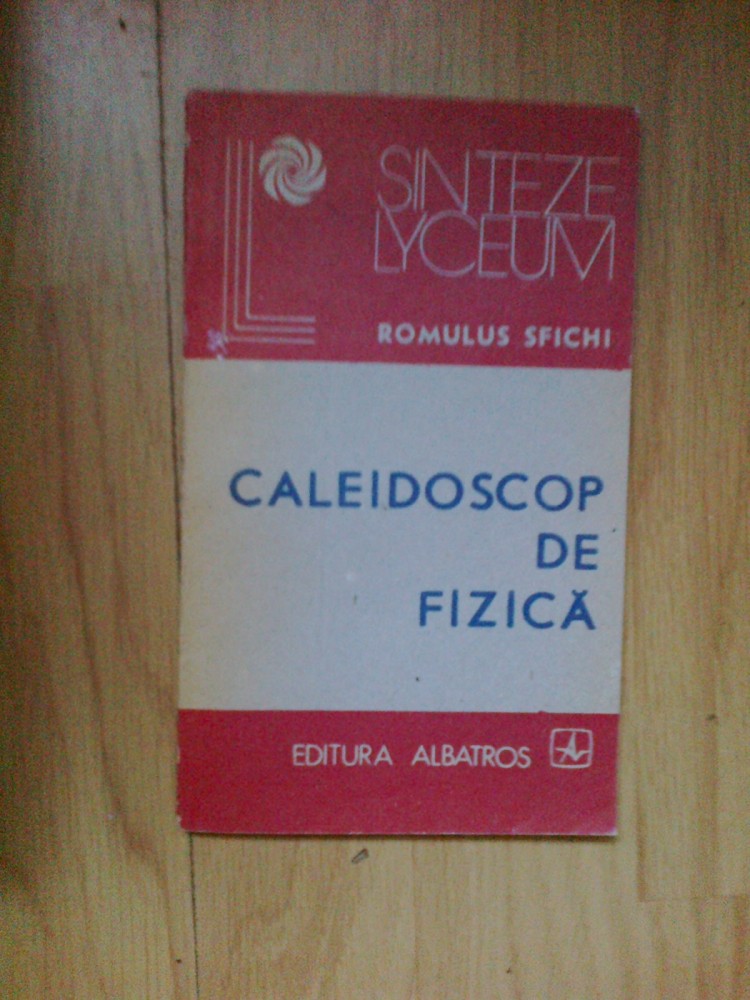 SINTEZE
LYCEUM
ROMULUS SFICHI
CALEIDOSCOP
DE
FIZICĂ
EDITURA ALBATROS